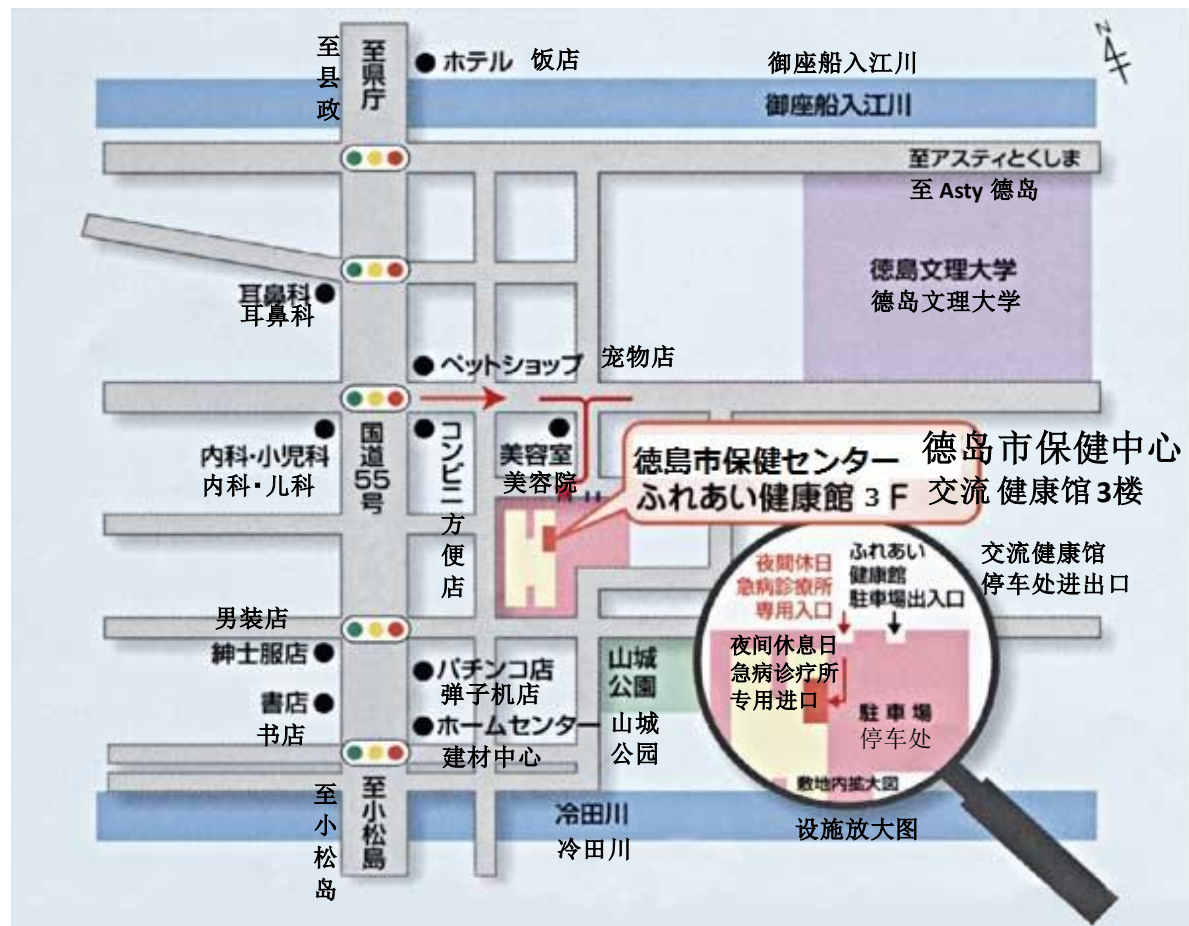 至県庁
至县政
ホテル 饭店
N
御座船入江川
御座船入江川
至アスティとくしま
至 Asty 德岛
徳島文理大学
德岛文理大学
耳鼻科
耳鼻科
ペットショップ 宠物店
内科・小児科
内科・儿科
国道55号
コンビニ
方便店
美容室
美容院
徳島市保健センター
ふれあい健康館 3 F
德岛市保健中心
交流 健康馆 3楼
夜間休日
急病診療所
専用入口
ふれあい
健康館
駐車場出入口
交流健康馆
停车处进出口
夜间休息日
急病诊疗所
专用进口
駐車場
停车处
敷地内拡大図
设施放大图
男装店
紳士服店
書店
书店
パチンコ店
弹子机店
ホームセンター
建材中心
山城
公園
山城
公园
至小松島
至小松岛
冷田川
冷田川